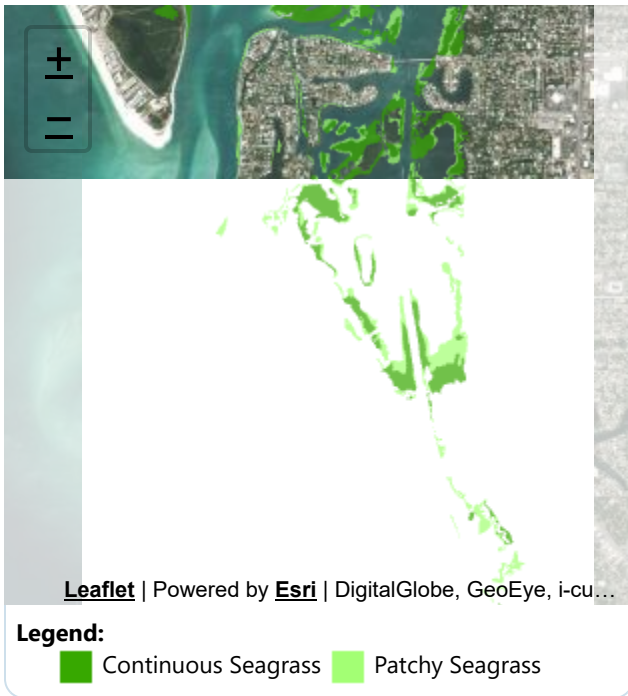 +
−
Leaflet | Powered by Esri | DigitalGlobe, GeoEye, i-cu…
Legend:
Continuous Seagrass Patchy Seagrass